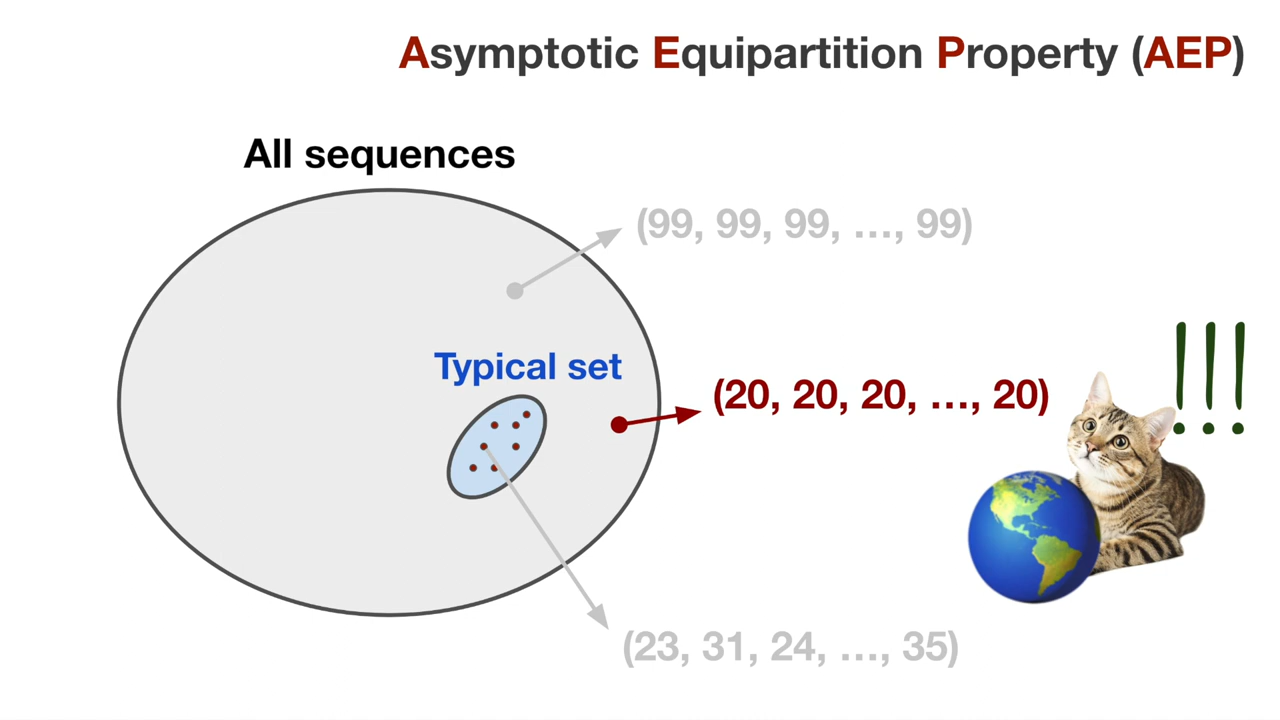 Asymptotic Equipartition Property (AEP)
All sequences
(99, 99, 99, ..., 99)
Typical set
(20, 20, 20, ..., 20)
!!!
(23, 31, 24, ..., 35)